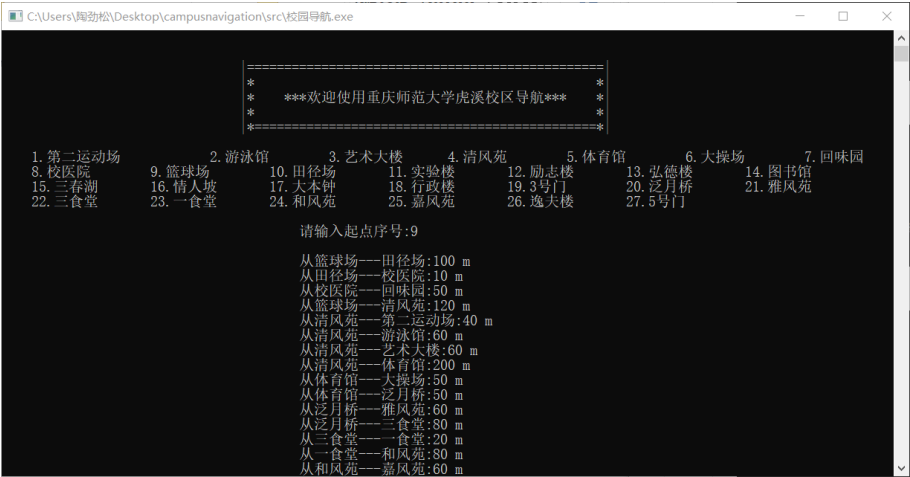 C:\Users\陶劲松\Desktop\campusnavigation\src\校园导航.exe
|================================================|
|* *|
|* ***欢迎使用重庆师范大学虎溪校区导航*** *|
|* *|
|*==============================================*|
1.第二运动场 2.游泳馆 3.艺术大楼 4.清风苑 5.体育馆 6.大操场 7.回味园
8.校医院 9.篮球场 10.田径场 11.实验楼 12.励志楼 13.弘德楼 14.图书馆
15.三春湖 16.情人坡 17.大本钟 18.行政楼 19.3号门 20.泛月桥 21.雅风苑
22.三食堂 23.一食堂 24.和风苑 25.嘉风苑 26.逸夫楼 27.5号门
请输入起点序号:9
从篮球场---田径场:100 m
从田径场---校医院:10 m
从校医院---回味园:50 m
从篮球场---清风苑:120 m
从清风苑---第二运动场:40 m
从清风苑---游泳馆:60 m
从清风苑---艺术大楼:60 m
从清风苑---体育馆:200 m
从体育馆---大操场:50 m
从体育馆---泛月桥:50 m
从泛月桥---雅风苑:60 m
从泛月桥---三食堂:80 m
从三食堂---一食堂:20 m
从一食堂---和风苑:80 m
从和风苑---嘉风苑:60 m